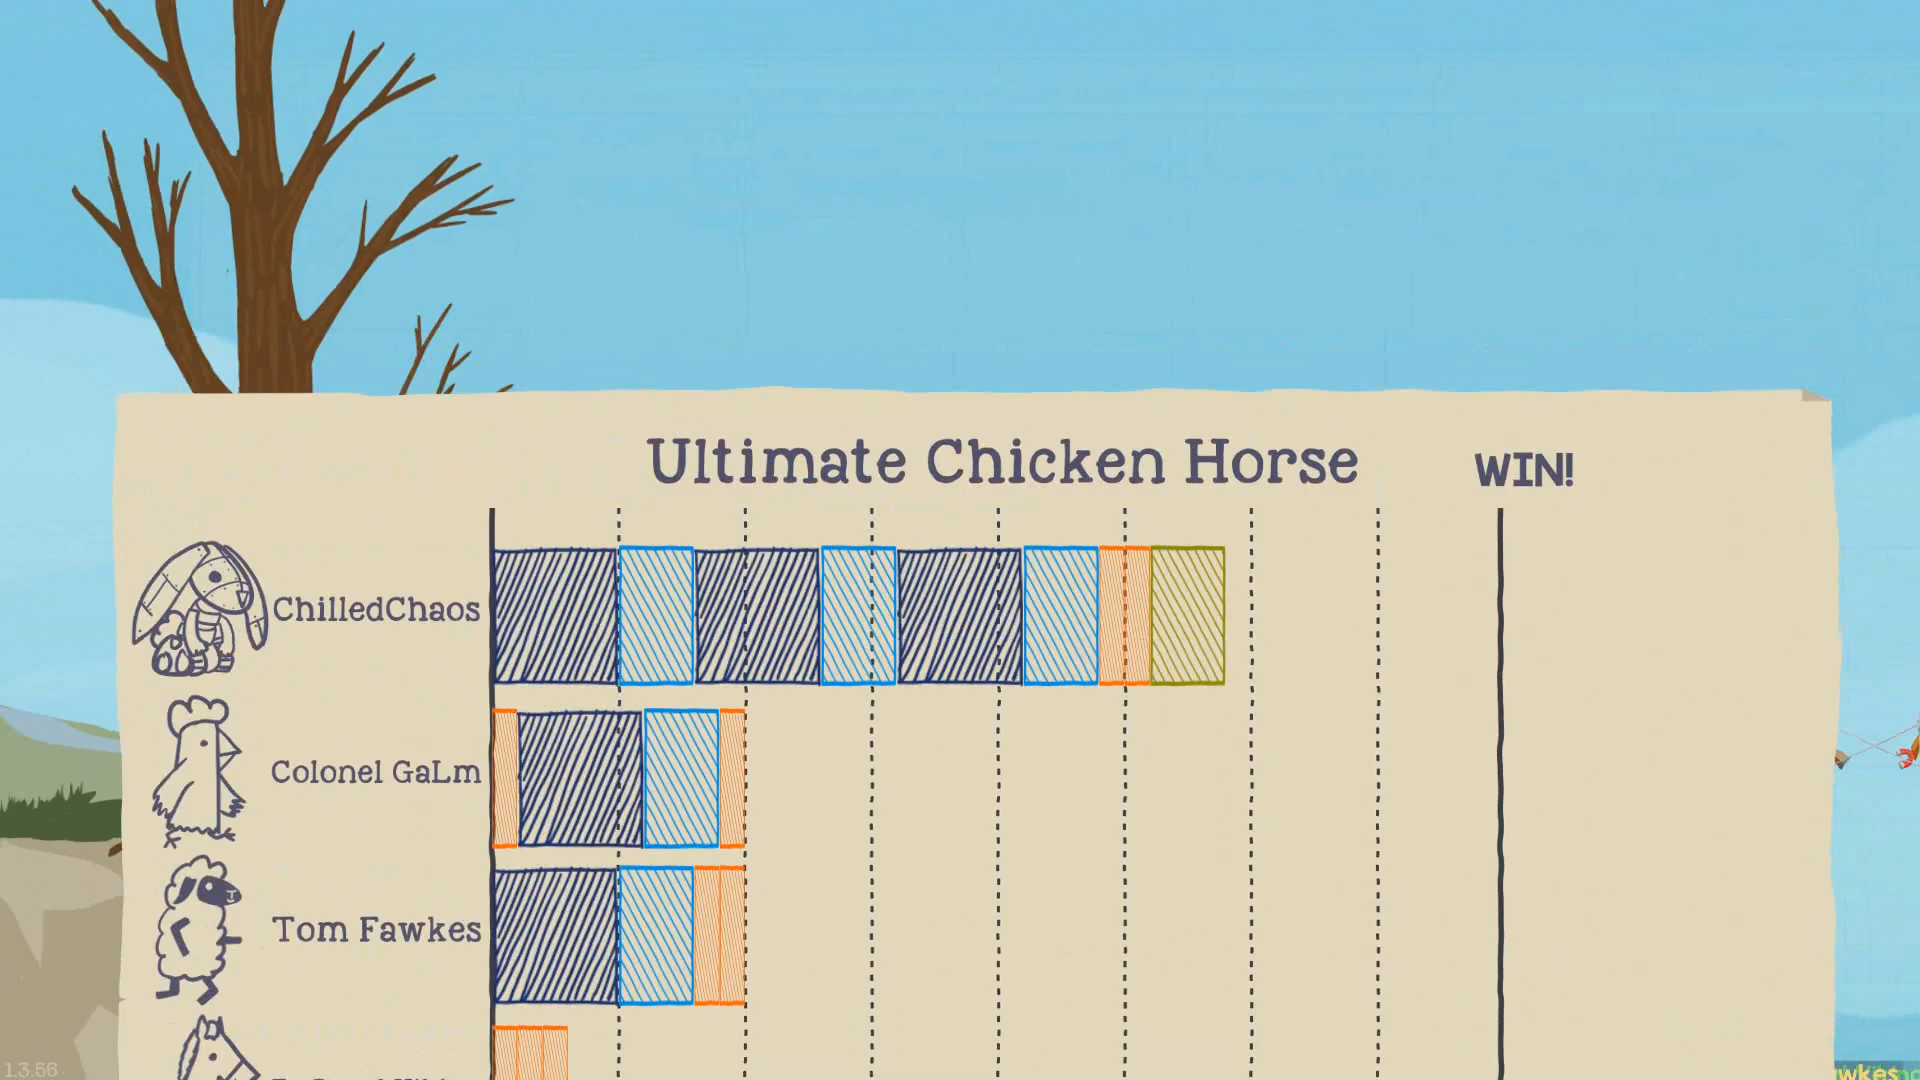 Ultimate Chicken Horse
WIN!
ChilledChaos
Colonel GaLm
Tom Fawkes
1.3.56